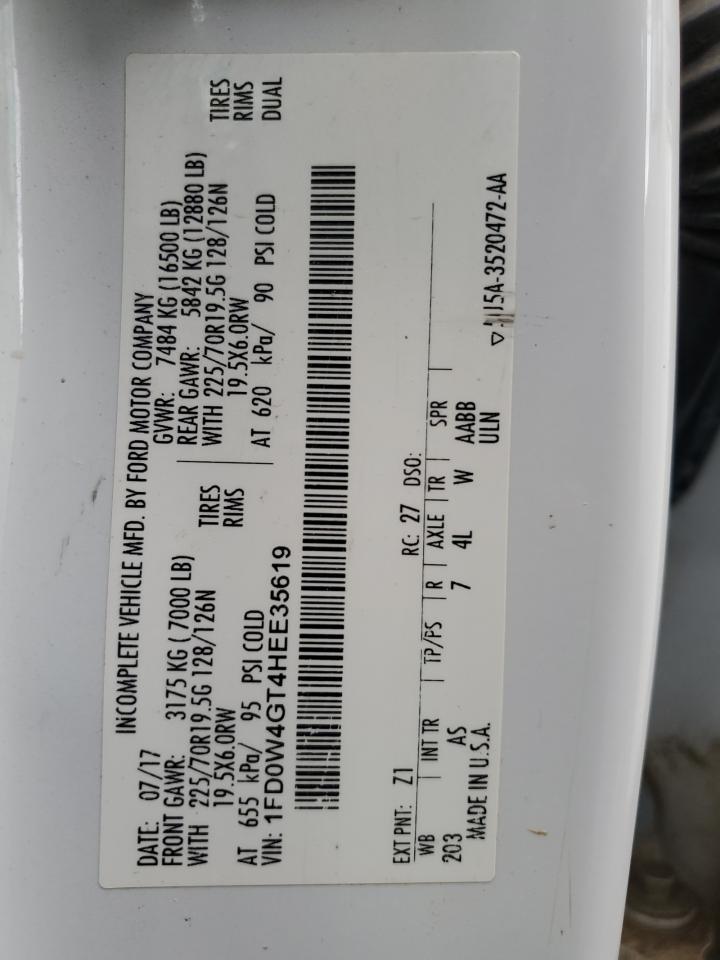 INCOMPLETE VEHICLE MFD. BY FORD MOTOR COMPANY
DATE: 07/17 GVWR: 7484 KG (16500 LB)
FRONT GAWR: 3175 KG ( 7000 LB) REAR GAWR: 5842 KG (12880 LB)
WITH 225/70R19.5G 128/126N TIRES WITH 225/70R19.5G 128/126N TIRES
19.5X6.0RW RIMS 19.5X6.0RW RIMS
AT 655 kPa/ 95 PSI COLD AT 620 kPa/ 90 PSI COLD DUAL
VIN: 1FD0W4GT4HEE35619
EXT PNT: Z1 RC: 27 DSO:
WB INT TR TP/PS R AXLE TR SPR
203 AS 7 4L W AABB
MADE IN U.S.A. ULN
5A-3520472-AA